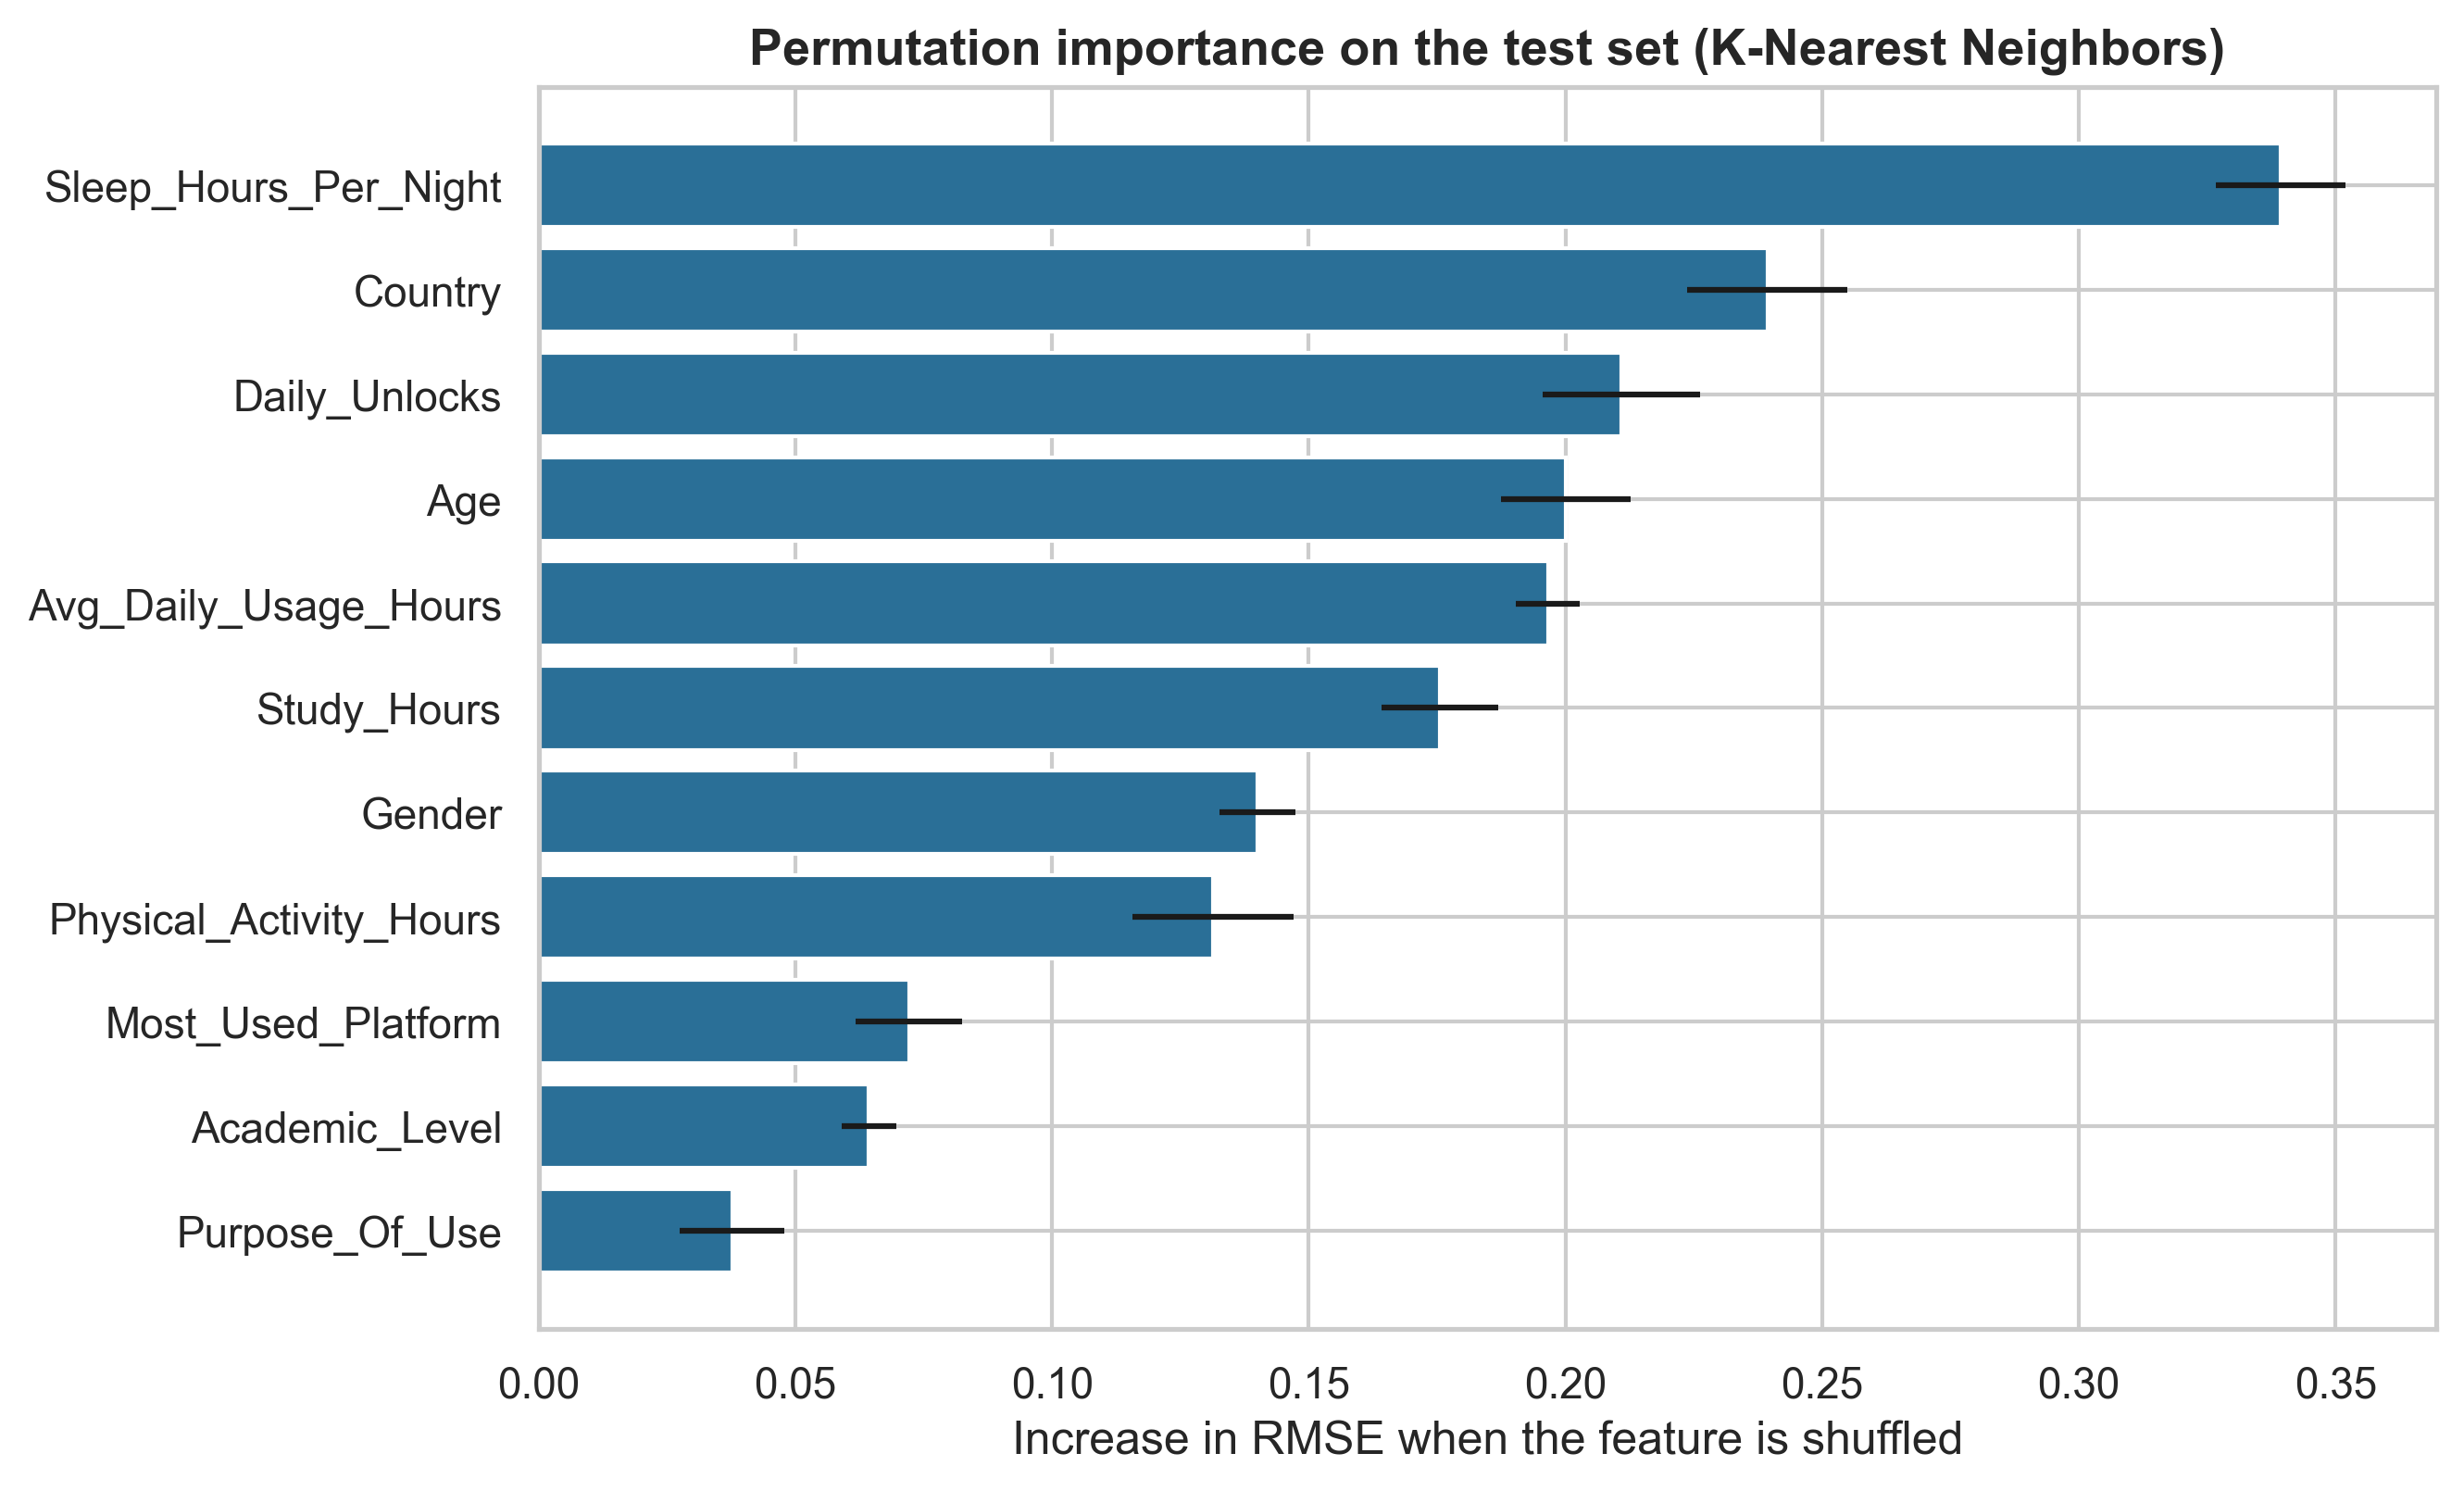 Permutation importance on the test set (K-Nearest Neighbors)
Sleep_Hours_Per_Night
Country
Daily_Unlocks
Age
Avg_Daily_Usage_Hours
Study_Hours
Gender
Physical_Activity_Hours
Most_Used_Platform
Academic_Level
Purpose_Of_Use
0.00 0.05 0.10 0.15 0.20 0.25 0.30 0.35
Increase in RMSE when the feature is shuffled